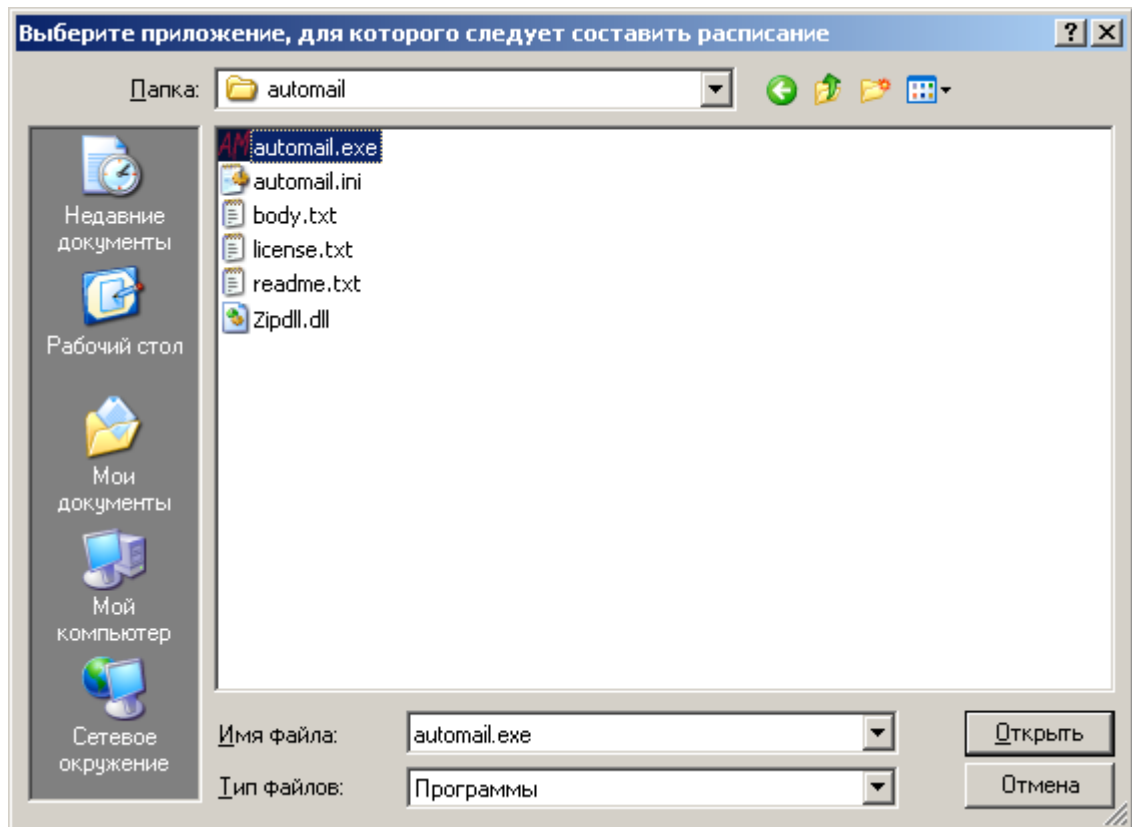 Выберите приложение, для которого следует составить расписание
Папка: automail
Недавние
документы
Рабочий стол
Мои
документы
Мой
компьютер
Сетевое
окружение
AM automail.exe
automail.ini
body.txt
license.txt
readme.txt
Zipdll.dll
Имя файла: automail.exe Открыть
Тип файлов: Программы Отмена